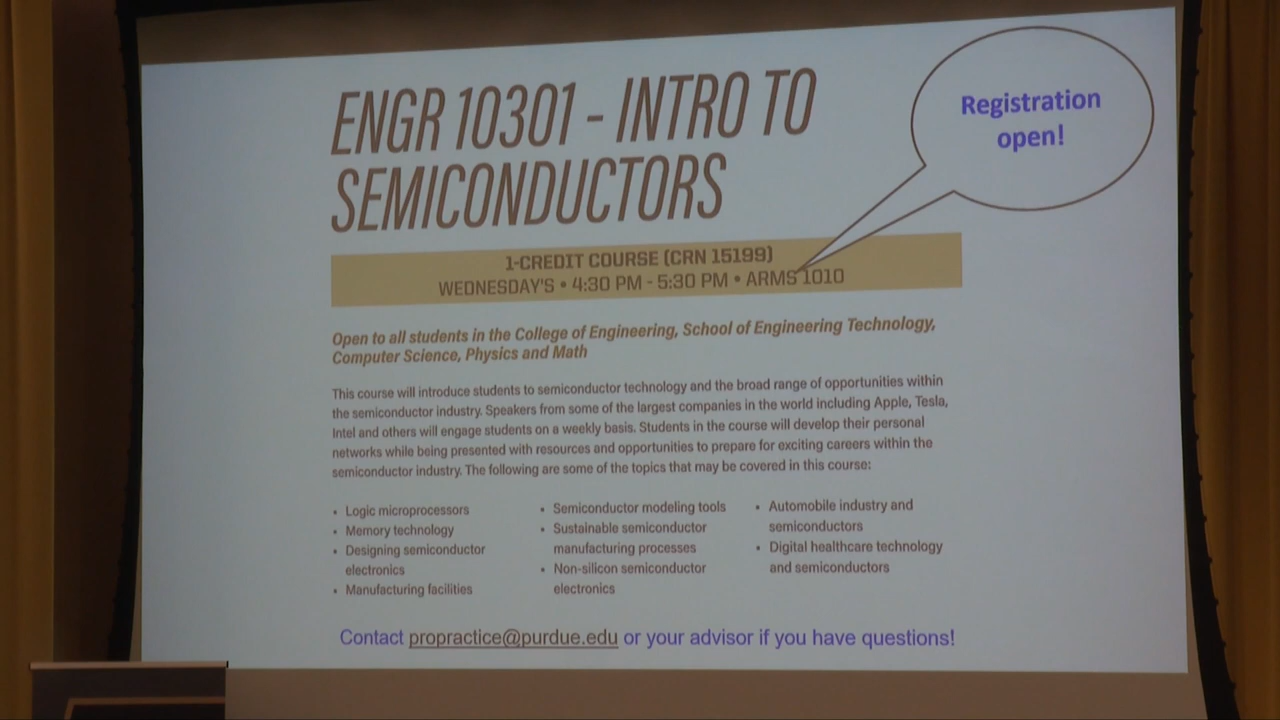 ENGR 10301 - INTRO TO
SEMICONDUCTORS
Registration
open!
1-CREDIT COURSE (CRN 15199)
WEDNESDAY'S • 4:30 PM - 5:30 PM • ARMS 1010
Open to all students in the College of Engineering, School of Engineering Technology,
Computer Science, Physics and Math
This course will introduce students to semiconductor technology and the broad range of opportunities within
the semiconductor industry. Speakers from some of the largest companies in the world including Apple, Tesla,
Intel and others will engage students on a weekly basis. Students in the course will develop their personal
networks while being presented with resources and opportunities to prepare for exciting careers within the
semiconductor industry. The following are some of the topics that may be covered in this course:
• Logic microprocessors
• Memory technology
• Designing semiconductor
electronics
• Manufacturing facilities
• Semiconductor modeling tools
• Sustainable semiconductor
manufacturing processes
• Non-silicon semiconductor
electronics
• Automobile industry and
semiconductors
• Digital healthcare technology
and semiconductors
Contact propractice@purdue.edu or your advisor if you have questions!